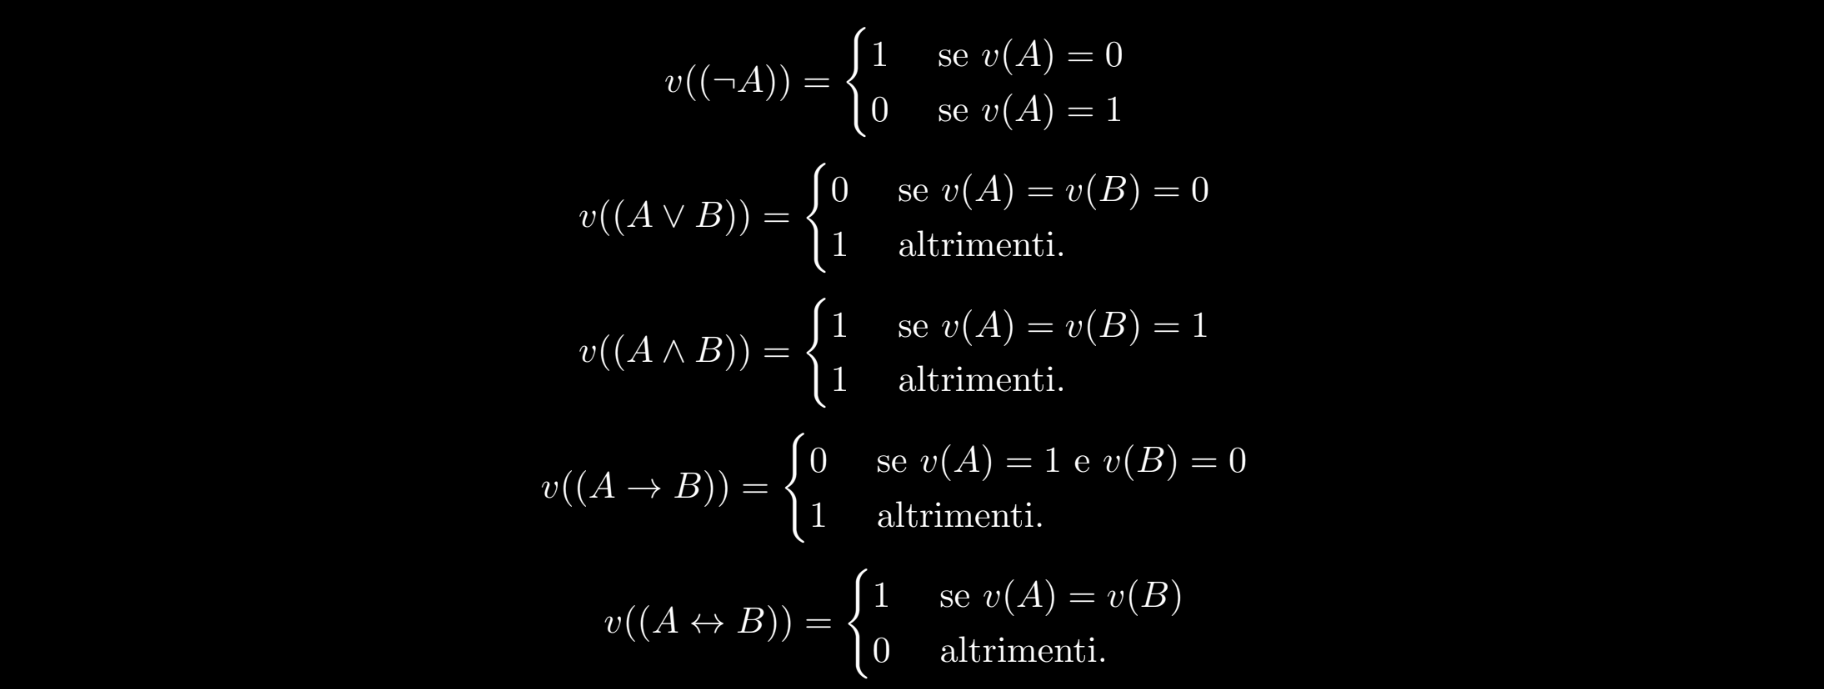 v((¬A)) = { 1 se v(A) = 0
0 se v(A) = 1
v((A ∨ B)) = { 0 se v(A) = v(B) = 0
1 altrimenti.
v((A ∧ B)) = { 1 se v(A) = v(B) = 1
1 altrimenti.
v((A → B)) = { 0 se v(A) = 1 e v(B) = 0
1 altrimenti.
v((A ↔ B)) = { 1 se v(A) = v(B)
0 altrimenti.